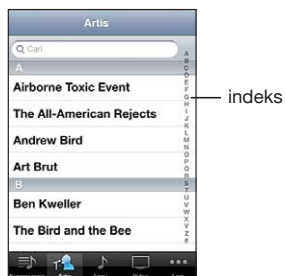 Artis
Cari
A
Airborne Toxic Event
The All-American Rejects
Andrew Bird
Art Brut
B
Ben Kweller
The Bird and the Bee
A
B
C
D
E
F
G
H
I
J
K
L
M
N
O
P
Q
R
S
T
U
V
W
X
Y
Z
#
indeks
Artis